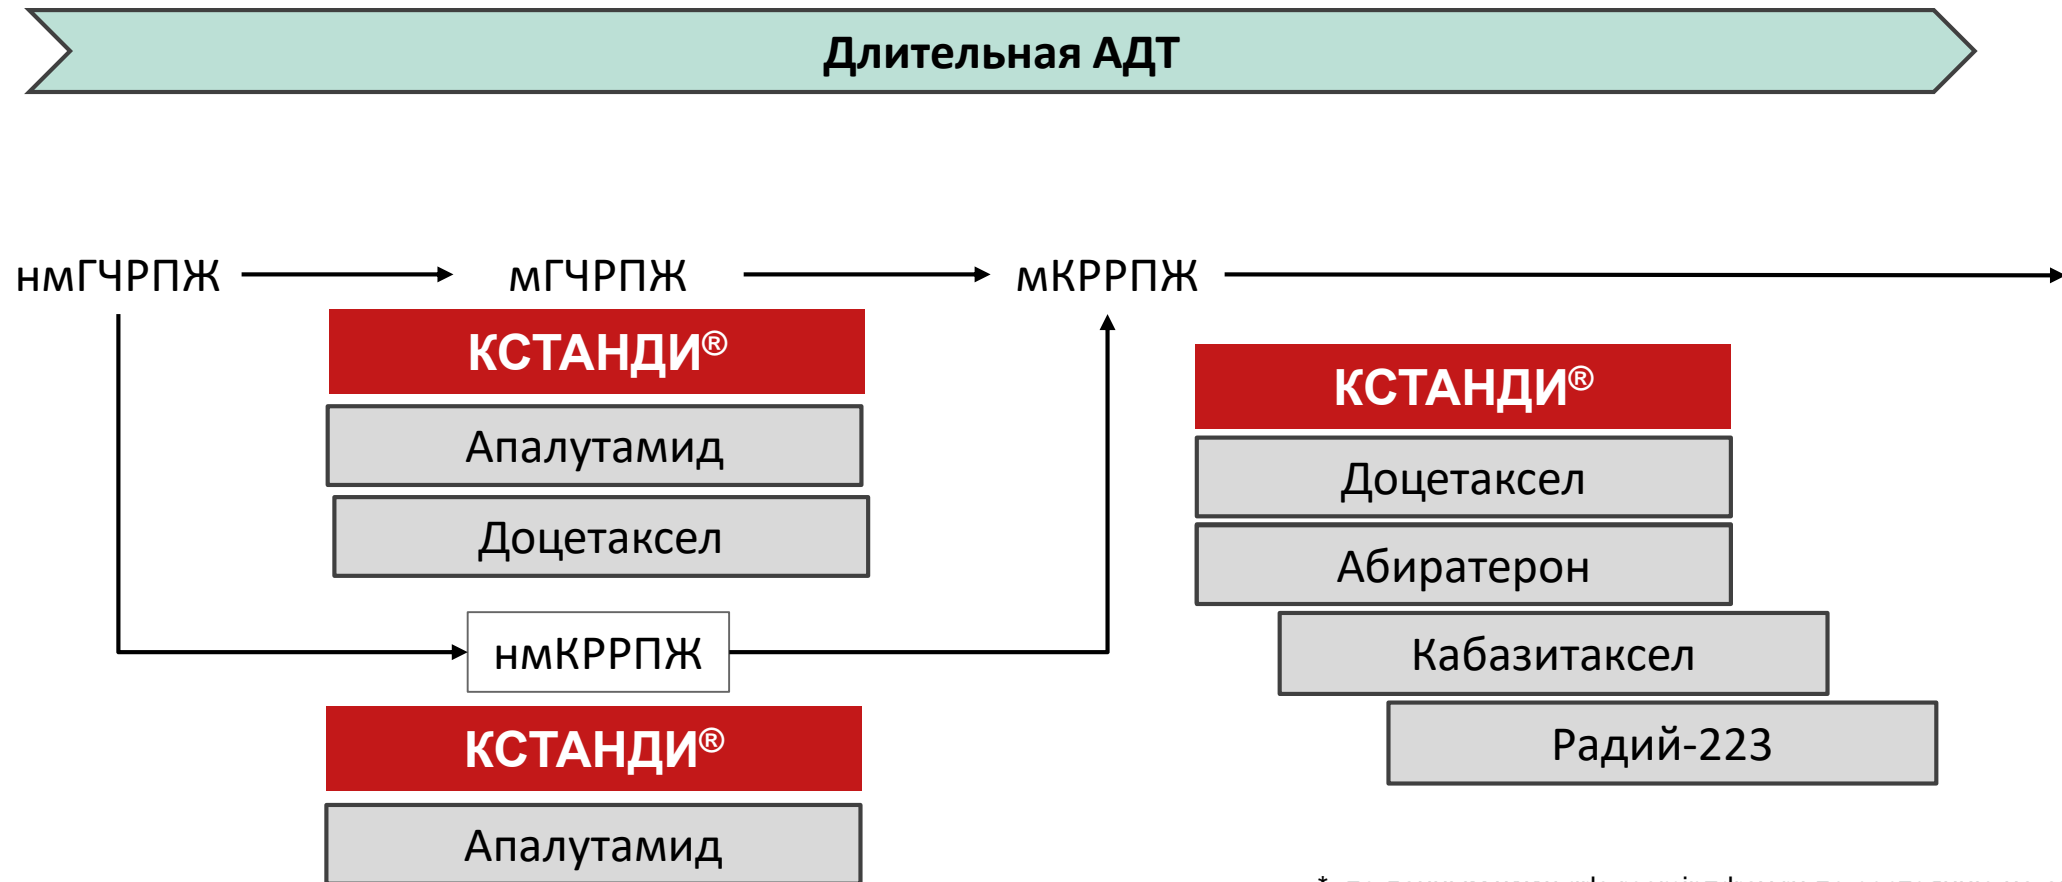 Длительная АДТ
нмГЧРПЖ мГЧРПЖ мКРРПЖ
КСТАНДИ®
Апалутамид
Доцетаксел
нмКРРПЖ
КСТАНДИ®
Апалутамид
КСТАНДИ®
Доцетаксел
Абиратерон
Кабазитаксел
Радий-223